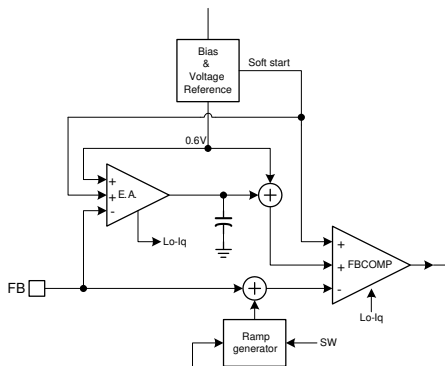 Bias
&
Voltage
Reference
Soft start
0.6V
+
+
-
E.A.
+
Lo-Iq
+
+
-
FBCOMP
FB
+
Lo-Iq
Ramp
generator
SW